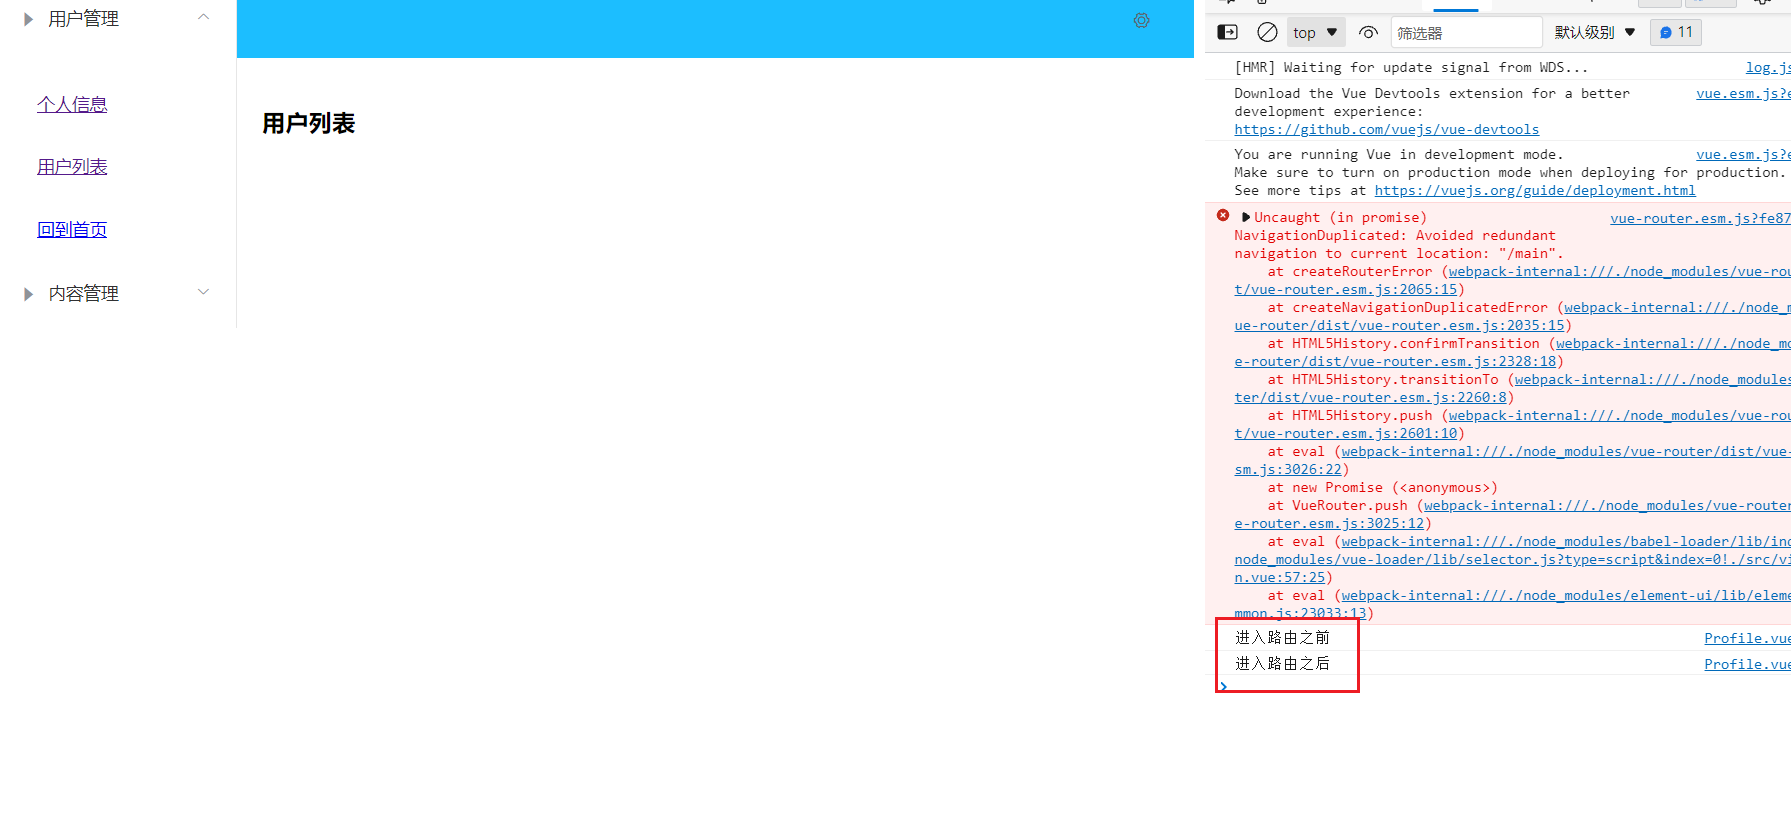 用户管理
个人信息
用户列表
回到首页
内容管理
用户列表
top
筛选器
默认级别
11
[HMR] Waiting for update signal from WDS...
log.js
Download the Vue Devtools extension for a better
vue.esm.js?e
development experience:
https://github.com/vuejs/vue-devtools
You are running Vue in development mode.
vue.esm.js?e
Make sure to turn on production mode when deploying for production.
See more tips at https://vuejs.org/guide/deployment.html
Uncaught (in promise)
vue-router.esm.js?fe87
NavigationDuplicated: Avoided redundant
navigation to current location: "/main".
at createRouterError (webpack-internal:///./node_modules/vue-rou
t/vue-router.esm.js:2065:15)
at createNavigationDuplicatedError (webpack-internal:///./node_m
ue-router/dist/vue-router.esm.js:2035:15)
at HTML5History.confirmTransition (webpack-internal:///./node_mo
e-router/dist/vue-router.esm.js:2328:18)
at HTML5History.transitionTo (webpack-internal:///./node_modules
ter/dist/vue-router.esm.js:2260:8)
at HTML5History.push (webpack-internal:///./node_modules/vue-rou
t/vue-router.esm.js:2601:10)
at eval (webpack-internal:///./node_modules/vue-router/dist/vue-
sm.js:3026:22)
at new Promise (<anonymous>)
at VueRouter.push (webpack-internal:///./node_modules/vue-router
e-router.esm.js:3025:12)
at eval (webpack-internal:///./node_modules/babel-loader/lib/ind
node_modules/vue-loader/lib/selector.js?type=script&index=0!./src/vi
n.vue:57:25)
at eval (webpack-internal:///./node_modules/element-ui/lib/eleme
mmon.js:23033:13)
进入路由之前
Profile.vue
进入路由之后
Profile.vue